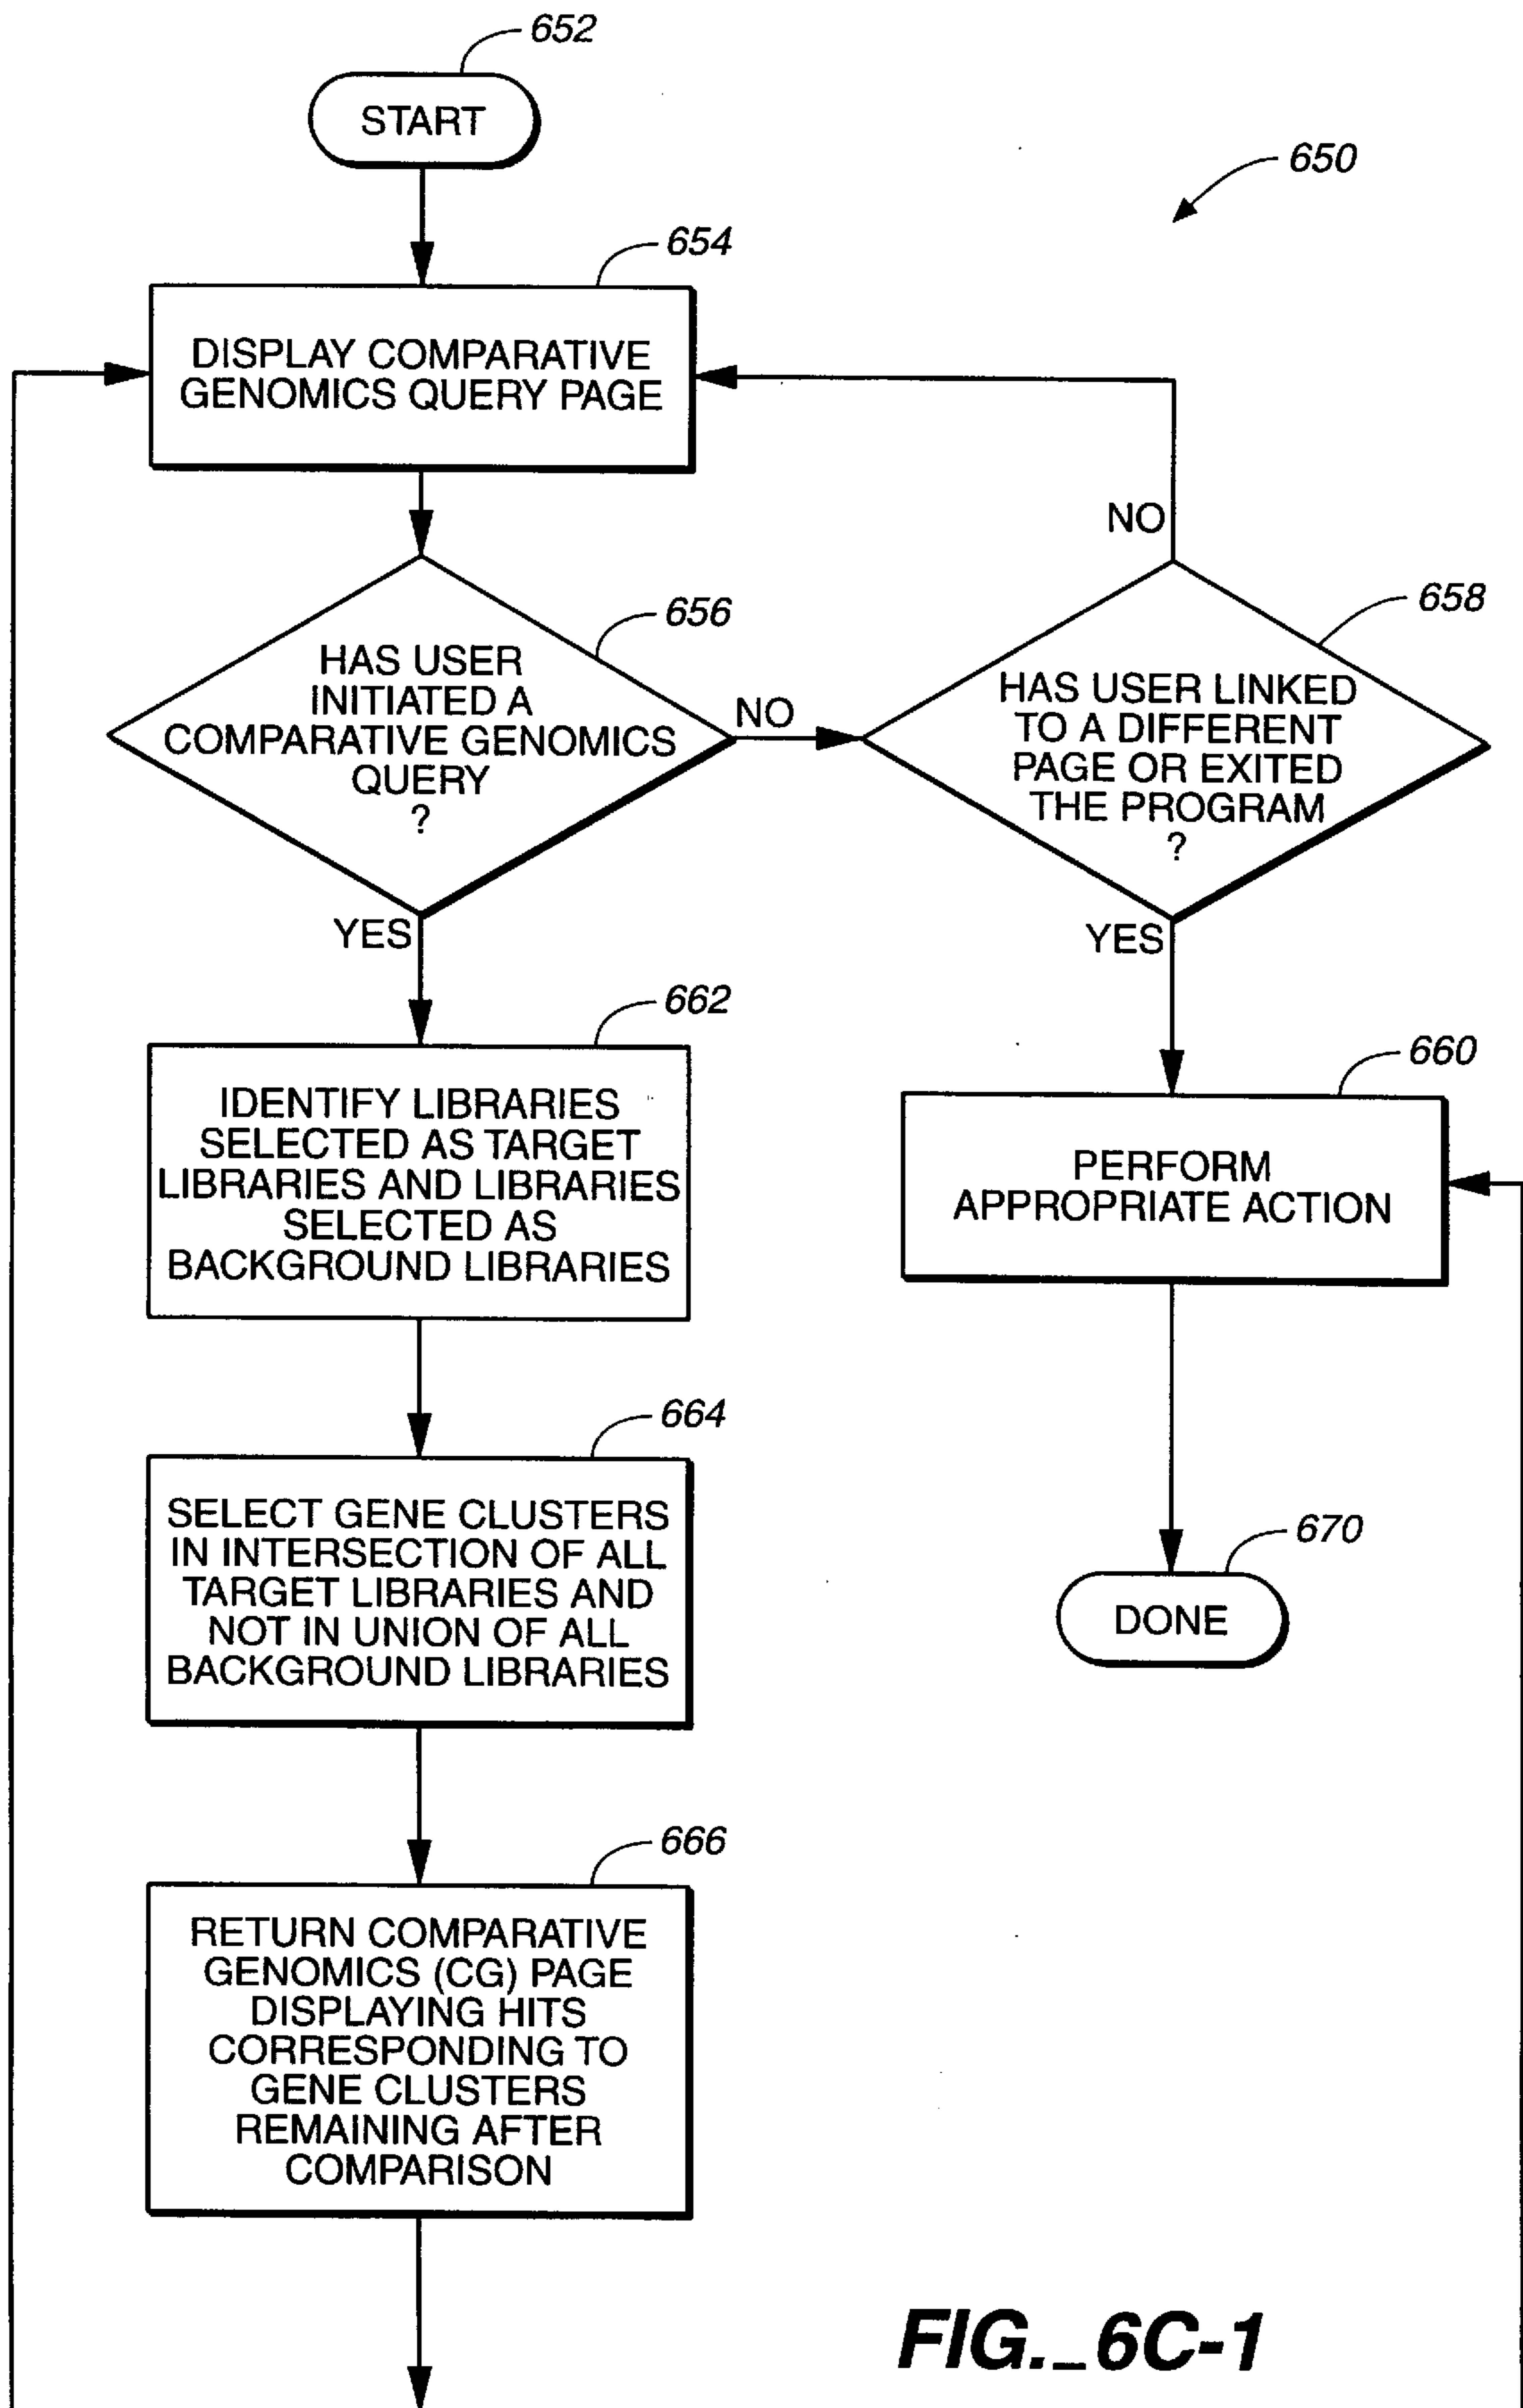 652
START
650
654
DISPLAY COMPARATIVE
GENOMICS QUERY PAGE
NO
656
HAS USER
INITIATED A
COMPARATIVE GENOMICS
QUERY
?
NO
658
HAS USER LINKED
TO A DIFFERENT
PAGE OR EXITED
THE PROGRAM
?
YES
YES
662
IDENTIFY LIBRARIES
SELECTED AS TARGET
LIBRARIES AND LIBRARIES
SELECTED AS
BACKGROUND LIBRARIES
660
PERFORM
APPROPRIATE ACTION
664
SELECT GENE CLUSTERS
IN INTERSECTION OF ALL
TARGET LIBRARIES AND
NOT IN UNION OF ALL
BACKGROUND LIBRARIES
670
DONE
666
RETURN COMPARATIVE
GENOMICS (CG) PAGE
DISPLAYING HITS
CORRESPONDING TO
GENE CLUSTERS
REMAINING AFTER
COMPARISON
FIG._6C-1